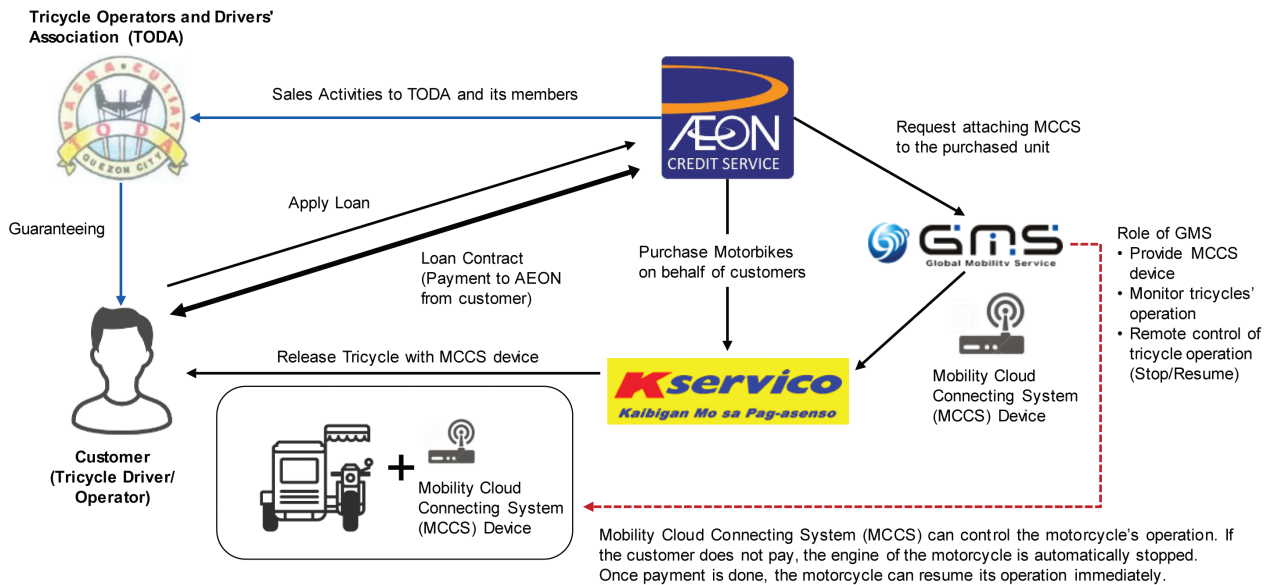 Tricycle Operators and Drivers'
Association (TODA)
VASRA • CULIAT
TODA
QUEZON CITY
Sales Activities to TODA and its members
ÆON
CREDIT SERVICE
Request attaching MCCS
to the purchased unit
Guaranteeing
Apply Loan
Loan Contract
(Payment to AEON
from customer)
Purchase Motorbikes
on behalf of customers
GMS
Global Mobility Service
Role of GMS
• Provide MCCS
device
• Monitor tricycles’
operation
• Remote control of
tricycle operation
(Stop/Resume)
Release Tricycle with MCCS device
Kservico
Kaibigan Mo sa Pag-asenso
Mobility Cloud
Connecting System
(MCCS) Device
Customer
(Tricycle Driver/
Operator)
+
Mobility Cloud
Connecting System
(MCCS) Device
Mobility Cloud Connecting System (MCCS) can control the motorcycle’s operation. If
the customer does not pay, the engine of the motorcycle is automatically stopped.
Once payment is done, the motorcycle can resume its operation immediately.